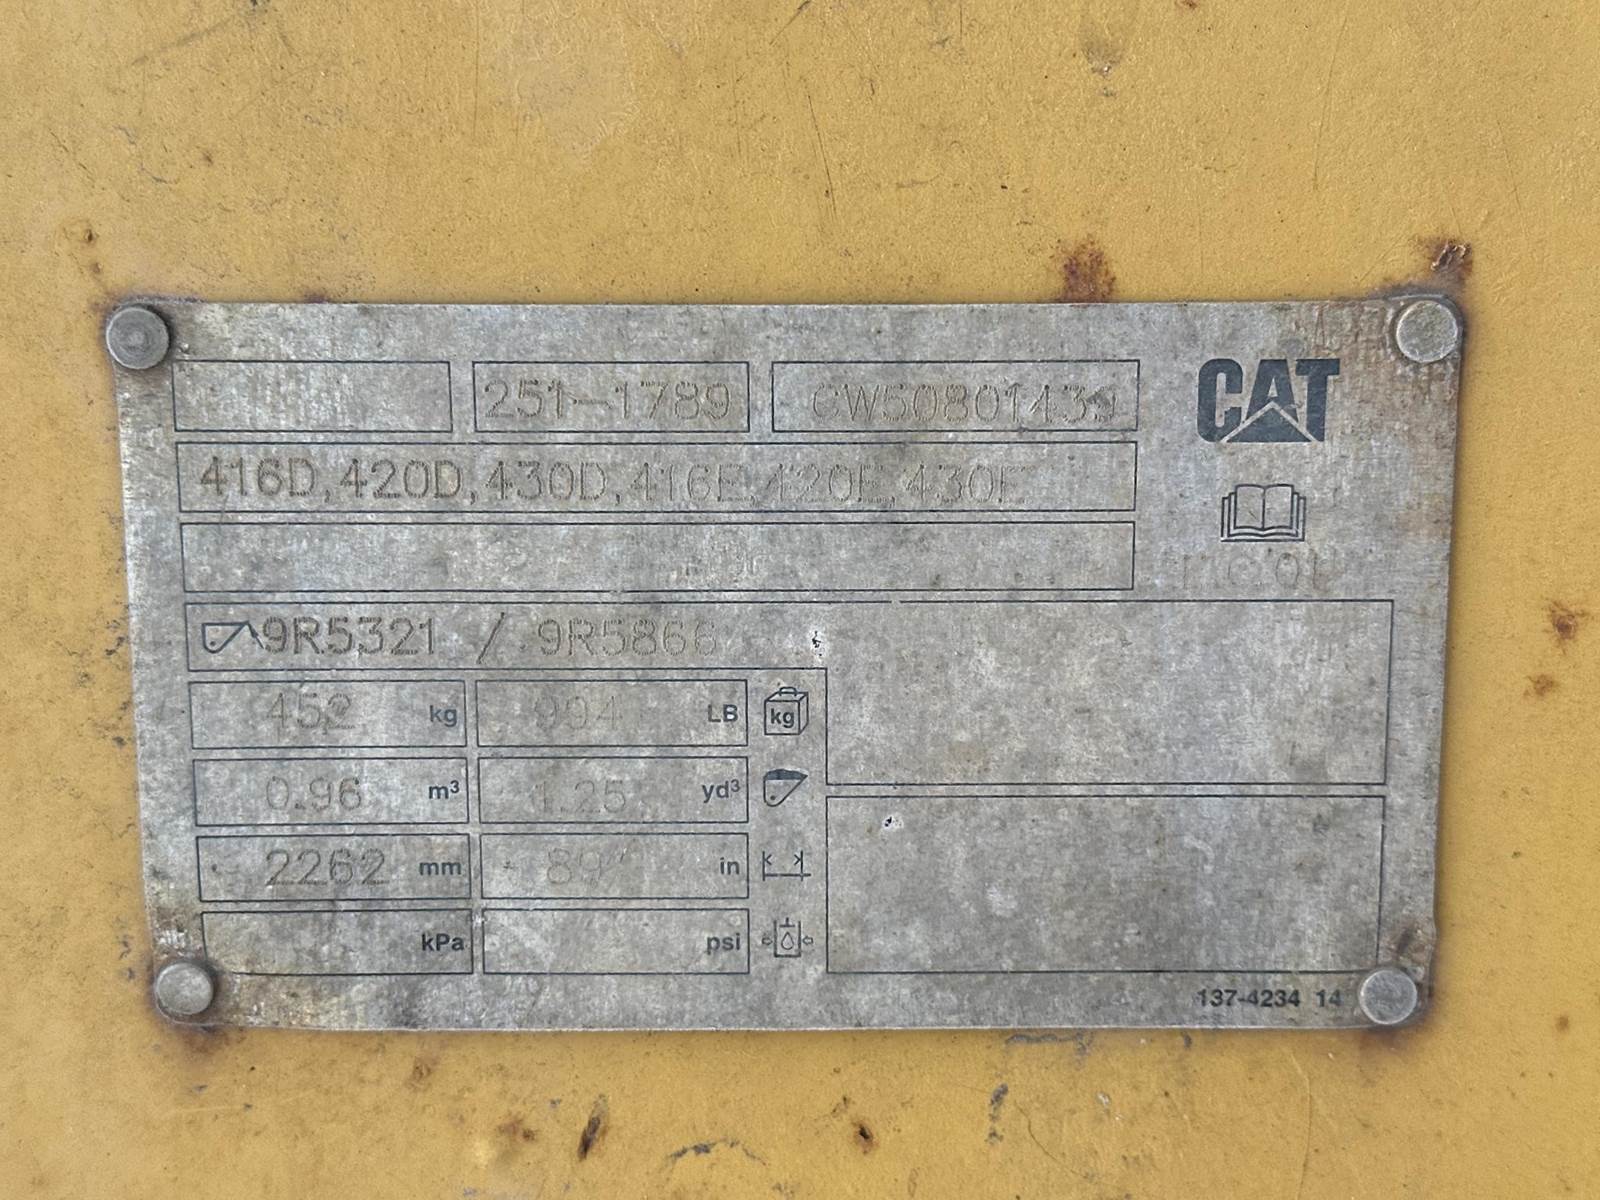 251-1789 CW50801439 CAT
416D,420D,430D,416E,420E,430E
9R5321 / 9R5866
452 kg 994 LB kg
0.96 m³ 1.25 yd³
2262 mm 89 in
kPa psi
137-4234 14